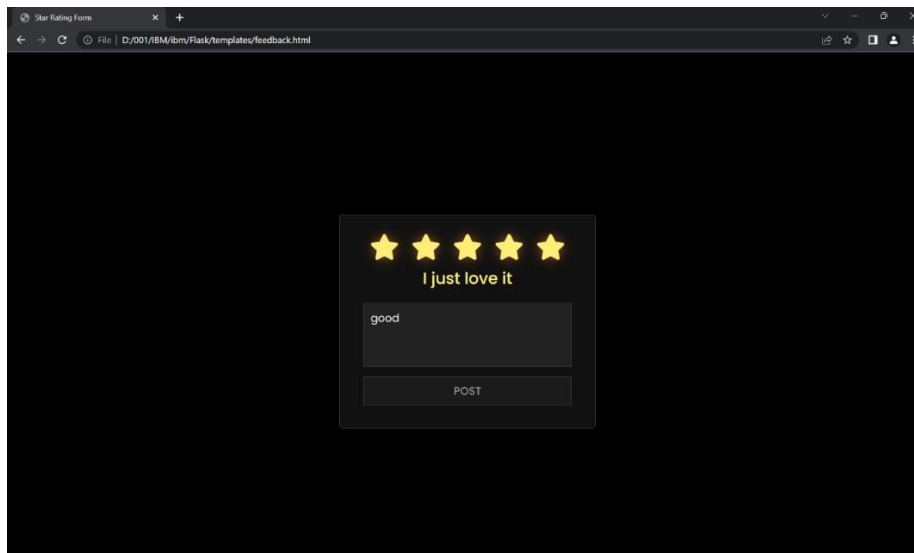 Star Rating Form
File | D:/001/IBM/ibm/Flask/templates/feedback.html
I just love it
good
POST